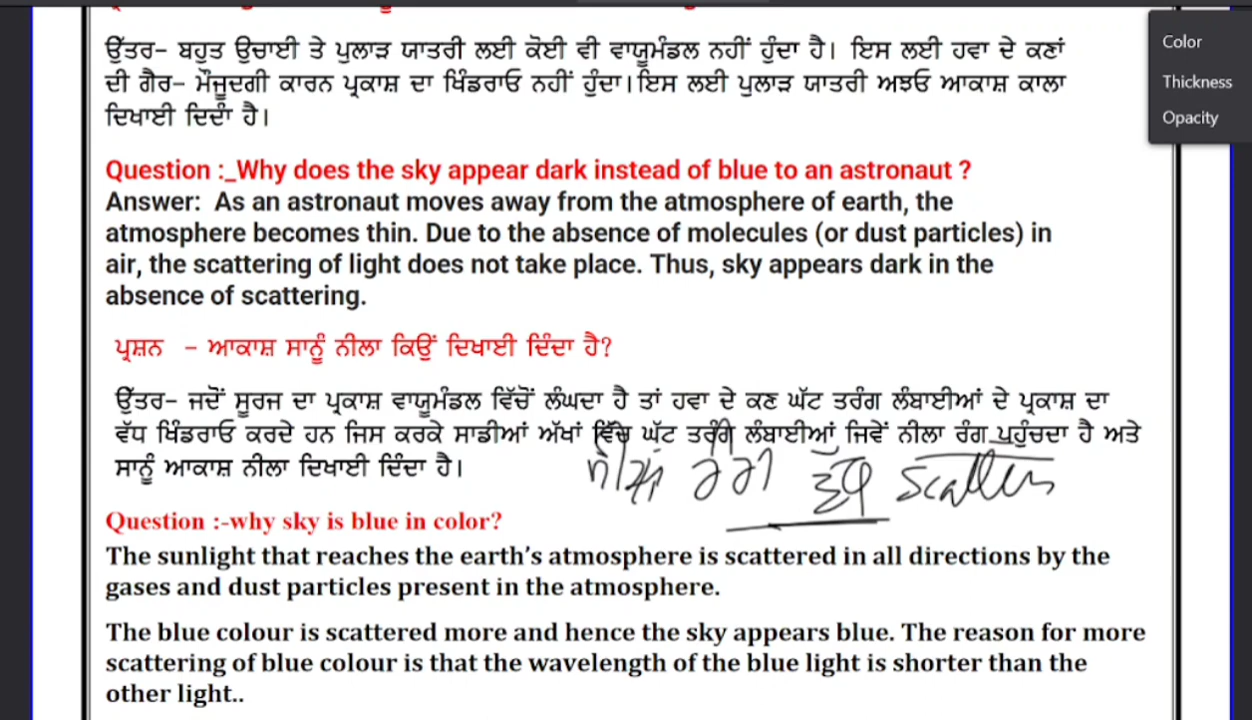 ਉੱਤਰ- ਬਹੁਤ ਉਚਾਈ ਤੇ ਪੁਲਾੜ ਯਾਤਰੀ ਲਈ ਕੋਈ ਵੀ ਵਾਯੂਮੰਡਲ ਨਹੀਂ ਹੁੰਦਾ ਹੈ। ਇਸ ਲਈ ਹਵਾ ਦੇ ਕਣਾਂ
ਦੀ ਗੈਰ- ਮੌਜੂਦਗੀ ਕਾਰਨ ਪ੍ਰਕਾਸ਼ ਦਾ ਖਿੰਡਰਾਓ ਨਹੀਂ ਹੁੰਦਾ।ਇਸ ਲਈ ਪੁਲਾੜ ਯਾਤਰੀ ਅਝਓ ਆਕਾਸ਼ ਕਾਲਾ
ਦਿਖਾਈ ਦਿਦੰਾ ਹੈ।
Question :_Why does the sky appear dark instead of blue to an astronaut ?
Answer: As an astronaut moves away from the atmosphere of earth, the
atmosphere becomes thin. Due to the absence of molecules (or dust particles) in
air, the scattering of light does not take place. Thus, sky appears dark in the
absence of scattering.
ਪ੍ਰਸ਼ਨ - ਆਕਾਸ਼ ਸਾਨੂੰ ਨੀਲਾ ਕਿਉਂ ਦਿਖਾਈ ਦਿੰਦਾ ਹੈ?
ਉੱਤਰ- ਜਦੋਂ ਸੂਰਜ ਦਾ ਪ੍ਰਕਾਸ਼ ਵਾਯੂਮੰਡਲ ਵਿੱਚੋਂ ਲੰਘਦਾ ਹੈ ਤਾਂ ਹਵਾ ਦੇ ਕਣ ਘੱਟ ਤਰੰਗ ਲੰਬਾਈਆਂ ਦੇ ਪ੍ਰਕਾਸ਼ ਦਾ
ਵੱਧ ਖਿੰਡਰਾਓ ਕਰਦੇ ਹਨ ਜਿਸ ਕਰਕੇ ਸਾਡੀਆਂ ਅੱਖਾਂ ਵਿੱਚ ਘੱਟ ਤਰੰਗ ਲੰਬਾਈਆਂ ਜਿਵੇਂ ਨੀਲਾ ਰੰਗ ਪਹੁੰਚਦਾ ਹੈ ਅਤੇ
ਸਾਨੂੰ ਆਕਾਸ਼ ਨੀਲਾ ਦਿਖਾਈ ਦਿੰਦਾ ਹੈ।
Question :-why sky is blue in color?
The sunlight that reaches the earth's atmosphere is scattered in all directions by the
gases and dust particles present in the atmosphere.
The blue colour is scattered more and hence the sky appears blue. The reason for more
scattering of blue colour is that the wavelength of the blue light is shorter than the
other light..
Color
Thickness
Opacity